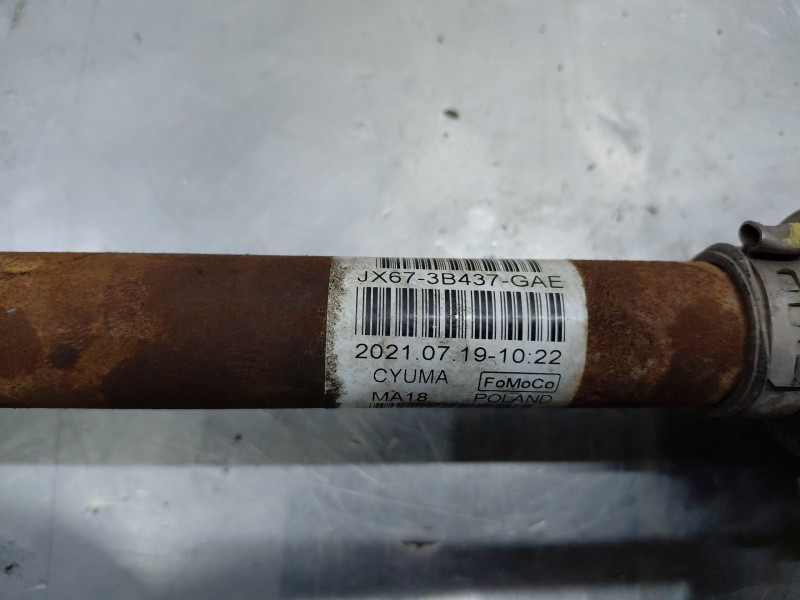 JX67-3B437-GAE
2021.07.19-10:22
CYUMA FoMoCo
MA18 POLAND